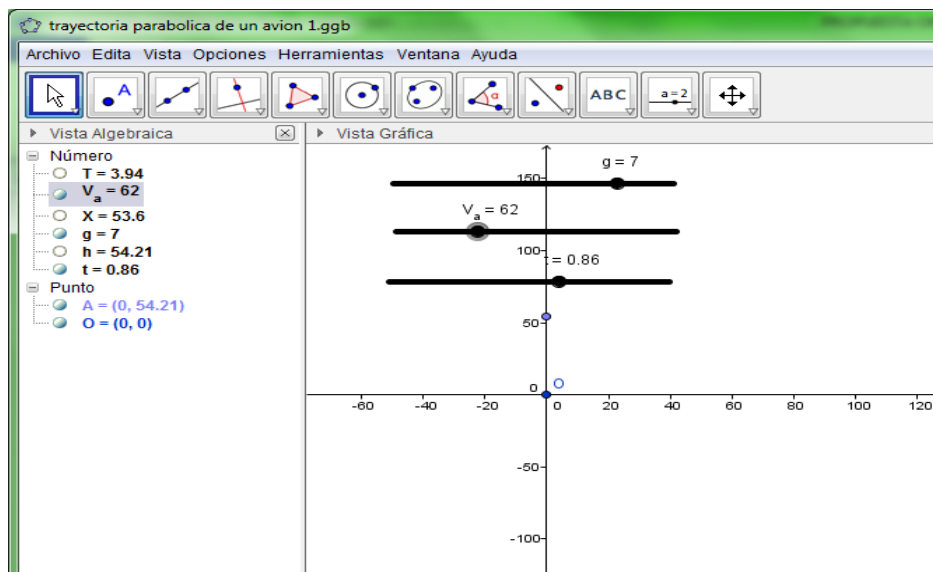 trayectoria parabolica de un avion 1.ggb
Archivo Edita Vista Opciones Herramientas Ventana Ayuda
A α ABC a=2
Vista Algebraica
Vista Gráfica
Número
T = 3.94
Va = 62
X = 53.6
g = 7
h = 54.21
t = 0.86
Punto
A = (0, 54.21)
O = (0, 0)
g = 7
150
Va = 62
100
t = 0.86
50
0 O
-60 -40 -20 0 20 40 60 80 100 120
-50
-100